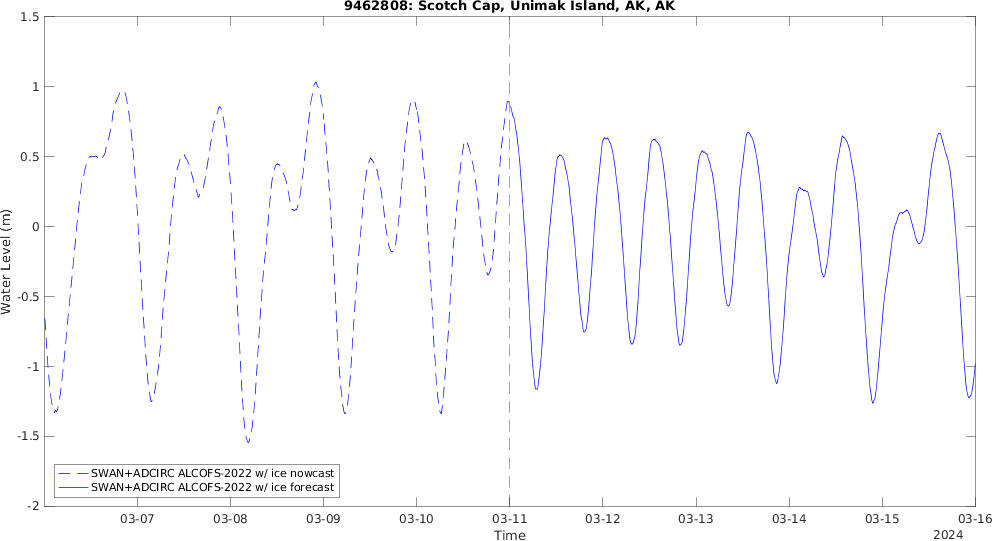 9462808: Scotch Cap, Unimak Island, AK, AK
Water Level (m)
1.5
1
0.5
0
-0.5
-1
-1.5
-2
SWAN+ADCIRC ALCOFS-2022 w/ ice nowcast
SWAN+ADCIRC ALCOFS-2022 w/ ice forecast
03-07 03-08 03-09 03-10 03-11 03-12 03-13 03-14 03-15 03-16
Time
2024